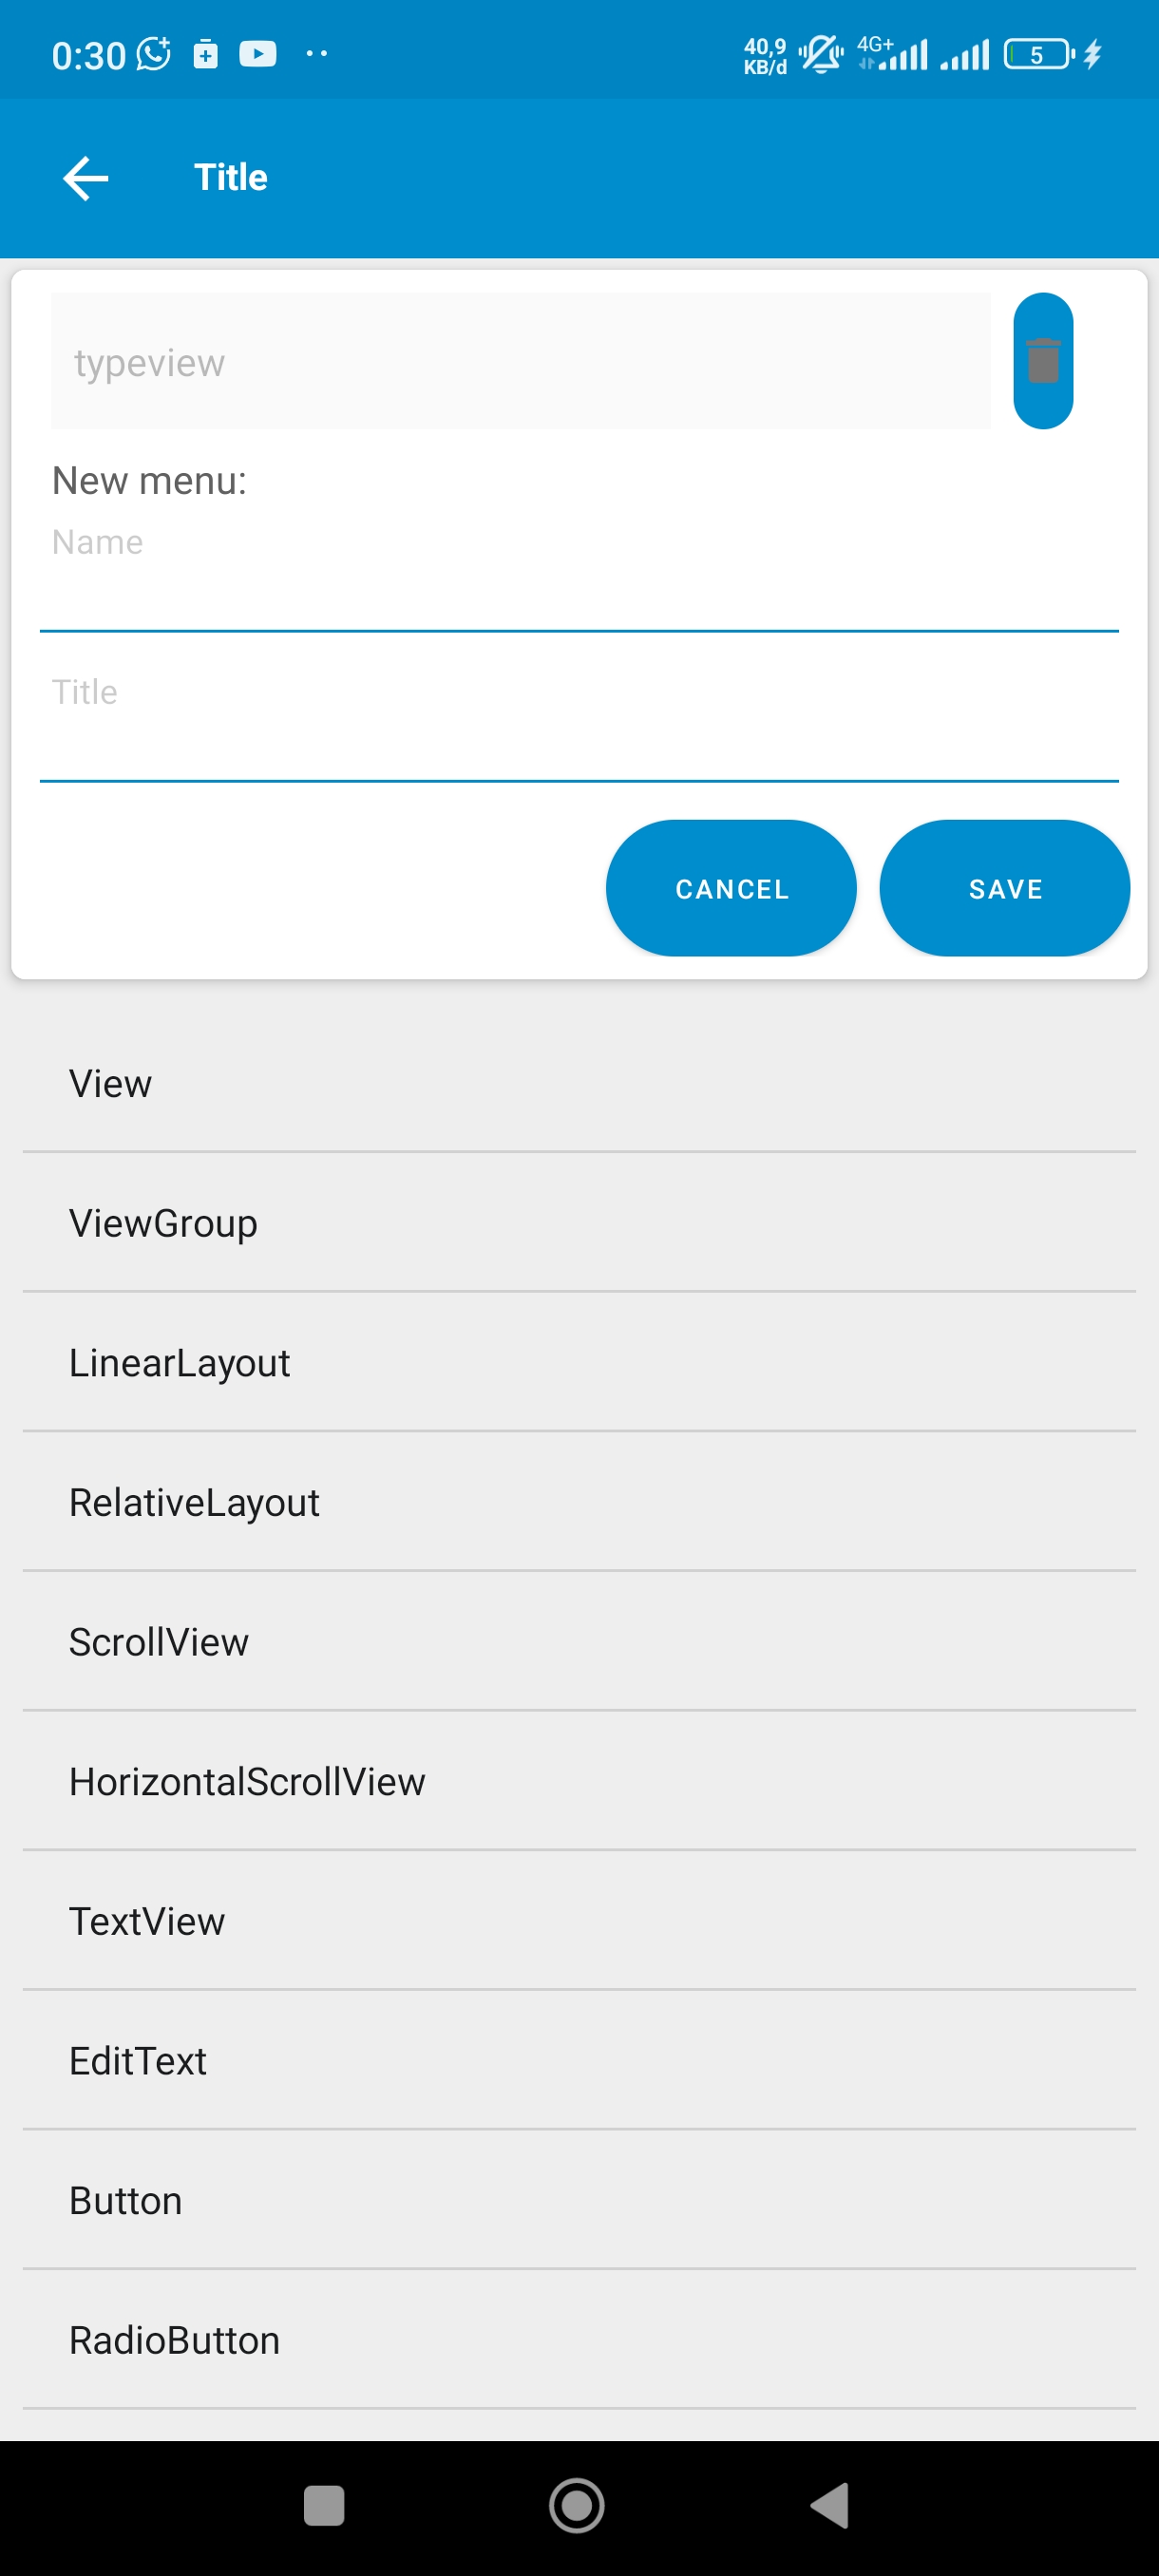 0:30
40,9
KB/d
4G+
5
Title
typeview
New menu:
Name
Title
CANCEL SAVE
View
ViewGroup
LinearLayout
RelativeLayout
ScrollView
HorizontalScrollView
TextView
EditText
Button
RadioButton